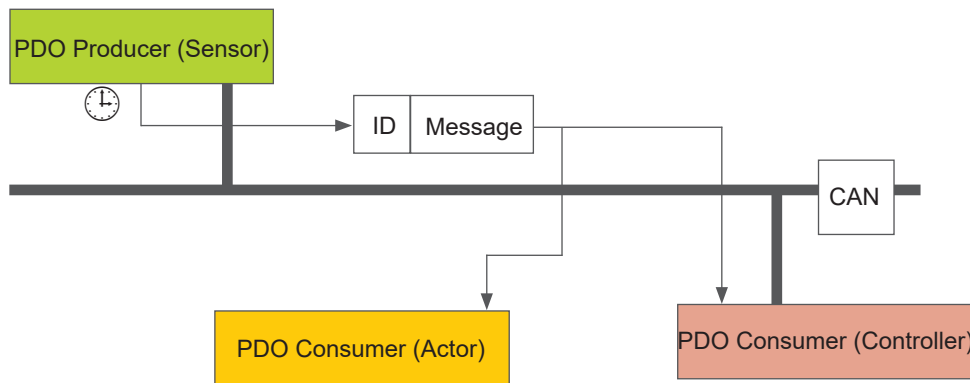 PDO Producer (Sensor)
ID Message
CAN
PDO Consumer (Actor)
PDO Consumer (Controller)